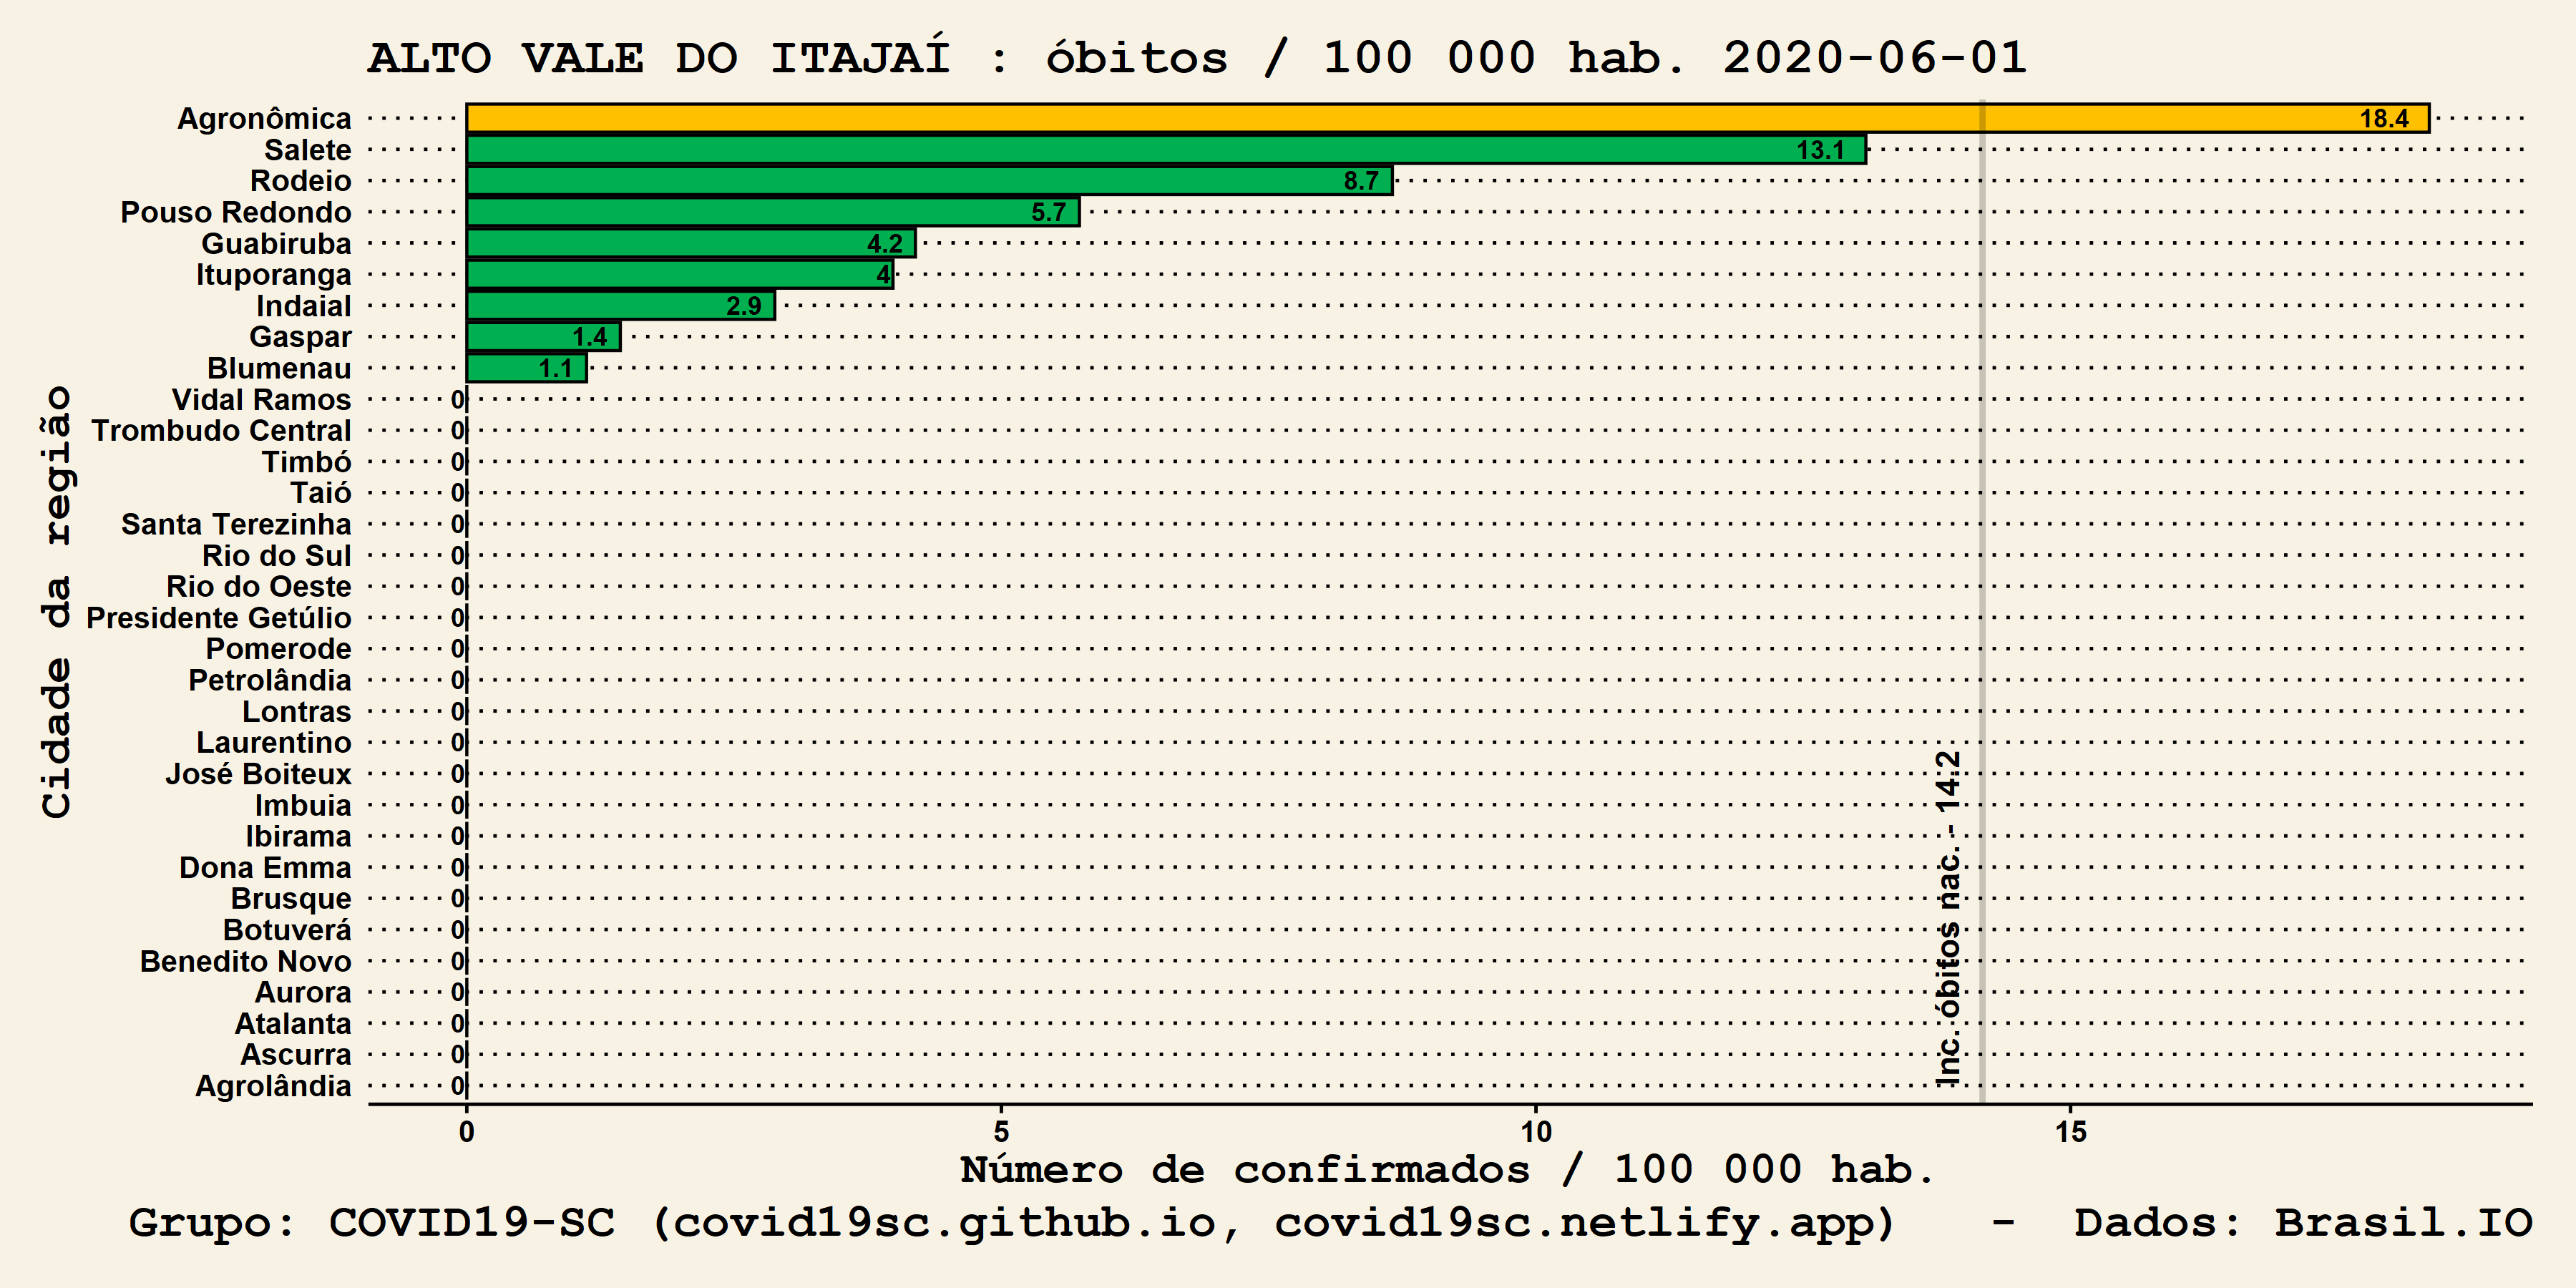 ALTO VALE DO ITAJAÍ : óbitos / 100 000 hab. 2020-06-01
Cidade da região
Agronômica 18.4
Salete 13.1
Rodeio 8.7
Pouso Redondo 5.7
Guabiruba 4.2
Ituporanga 4
Indaial 2.9
Gaspar 1.4
Blumenau 1.1
Vidal Ramos 0
Trombudo Central 0
Timbó 0
Taió 0
Santa Terezinha 0
Rio do Sul 0
Rio do Oeste 0
Presidente Getúlio 0
Pomerode 0
Petrolândia 0
Lontras 0
Laurentino 0
José Boiteux 0
Imbuia 0
Ibirama 0
Dona Emma 0
Brusque 0
Botuverá 0
Benedito Novo 0
Aurora 0
Atalanta 0
Ascurra 0
Agrolândia 0
Inc. óbitos nac. - 14.2
0 5 10 15
Número de confirmados / 100 000 hab.
Grupo: COVID19-SC (covid19sc.github.io, covid19sc.netlify.app) - Dados: Brasil.IO